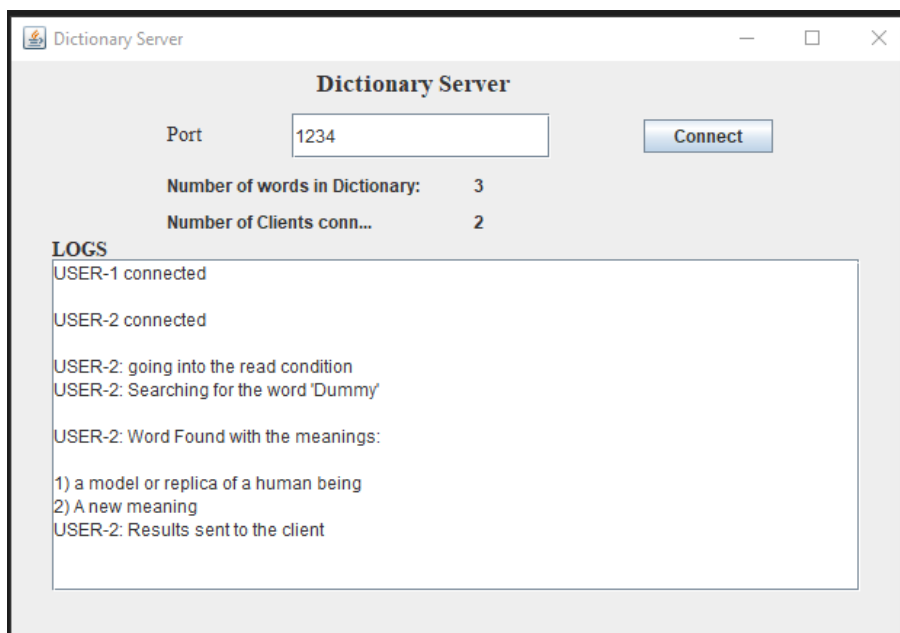 Dictionary Server
Dictionary Server
Port 1234 Connect
Number of words in Dictionary: 3
Number of Clients conn... 2
LOGS
USER-1 connected
USER-2 connected
USER-2: going into the read condition
USER-2: Searching for the word 'Dummy'
USER-2: Word Found with the meanings:
1) a model or replica of a human being
2) A new meaning
USER-2: Results sent to the client